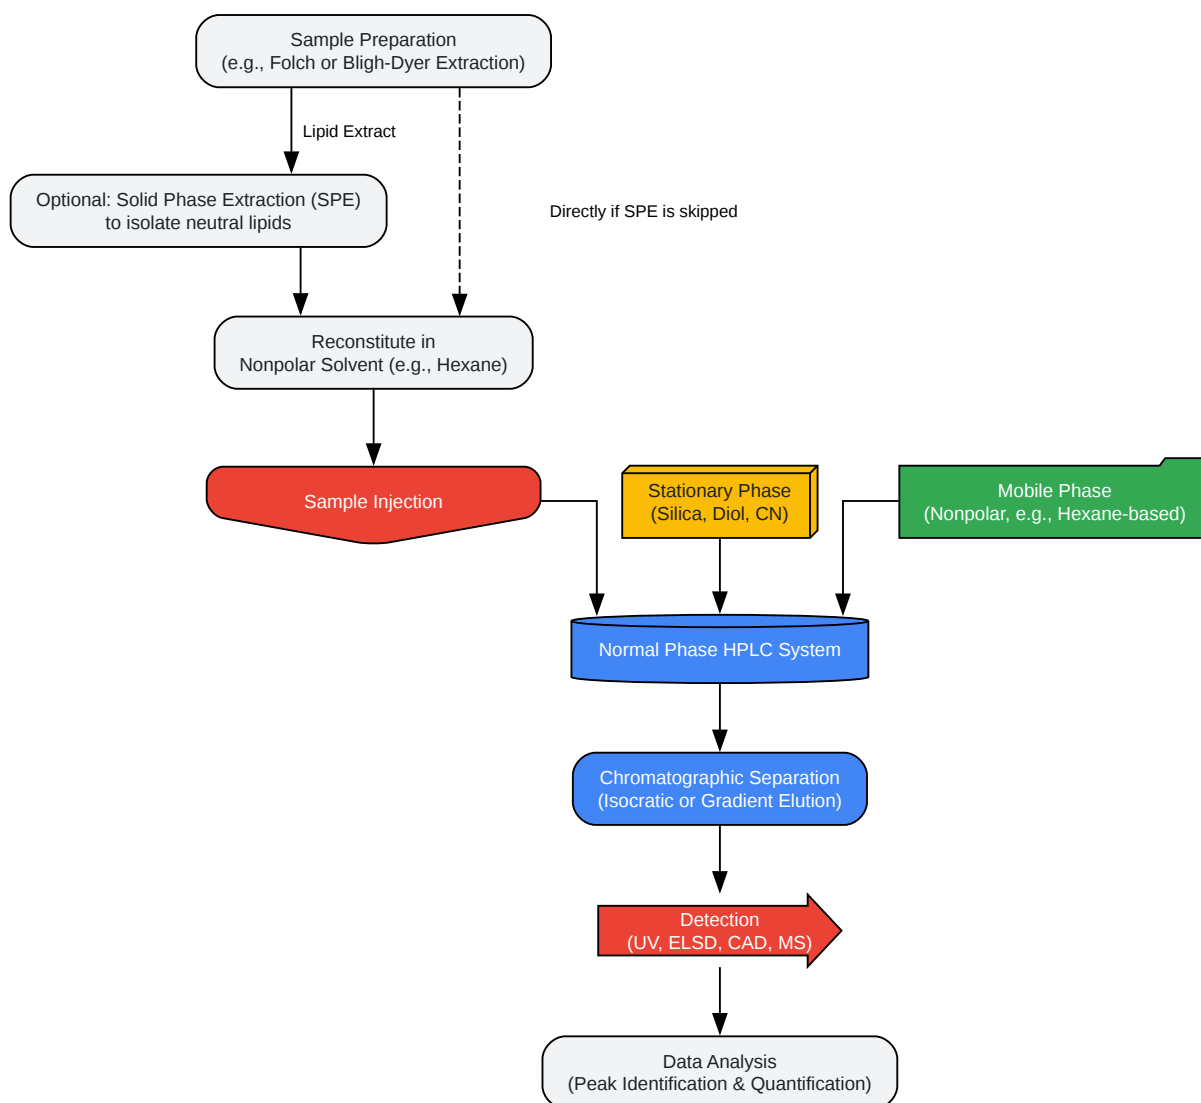 Sample Preparation
(e.g., Folch or Bligh-Dyer Extraction)
Lipid Extract
Optional: Solid Phase Extraction (SPE)
to isolate neutral lipids
Directly if SPE is skipped
Reconstitute in
Nonpolar Solvent (e.g., Hexane)
Sample Injection
Stationary Phase
(Silica, Diol, CN)
Mobile Phase
(Nonpolar, e.g., Hexane-based)
Normal Phase HPLC System
Chromatographic Separation
(Isocratic or Gradient Elution)
Detection
(UV, ELSD, CAD, MS)
Data Analysis
(Peak Identification & Quantification)